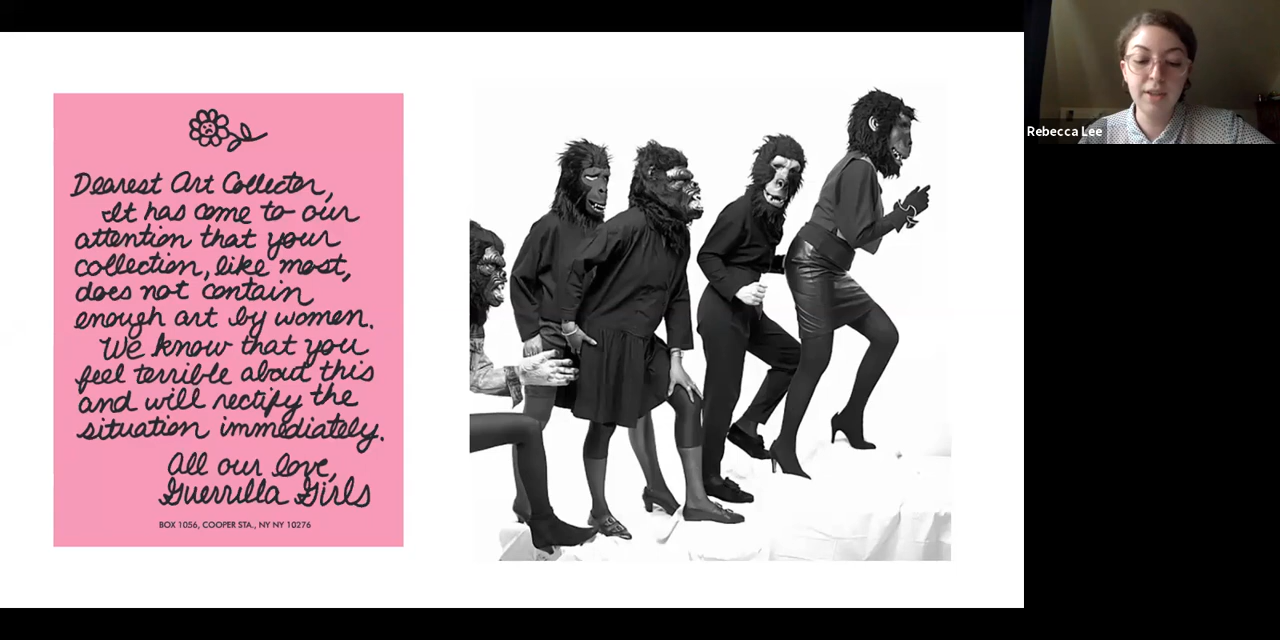 Dearest Art Collector,
It has come to our
attention that your
collection, like most,
does not contain
enough art by women.
We know that you
feel terrible about this
and will rectify the
situation immediately.
All our love,
Guerrilla Girls
BOX 1056, COOPER STA., NY NY 10276
Rebecca Lee